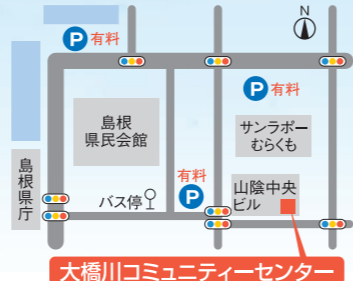 N
P 有料
P 有料
島根
県民会館
サンラポー
むらくも
島根県庁
有料
P
バス停
山陰中央
ビル
大橋川コミュニティーセンター